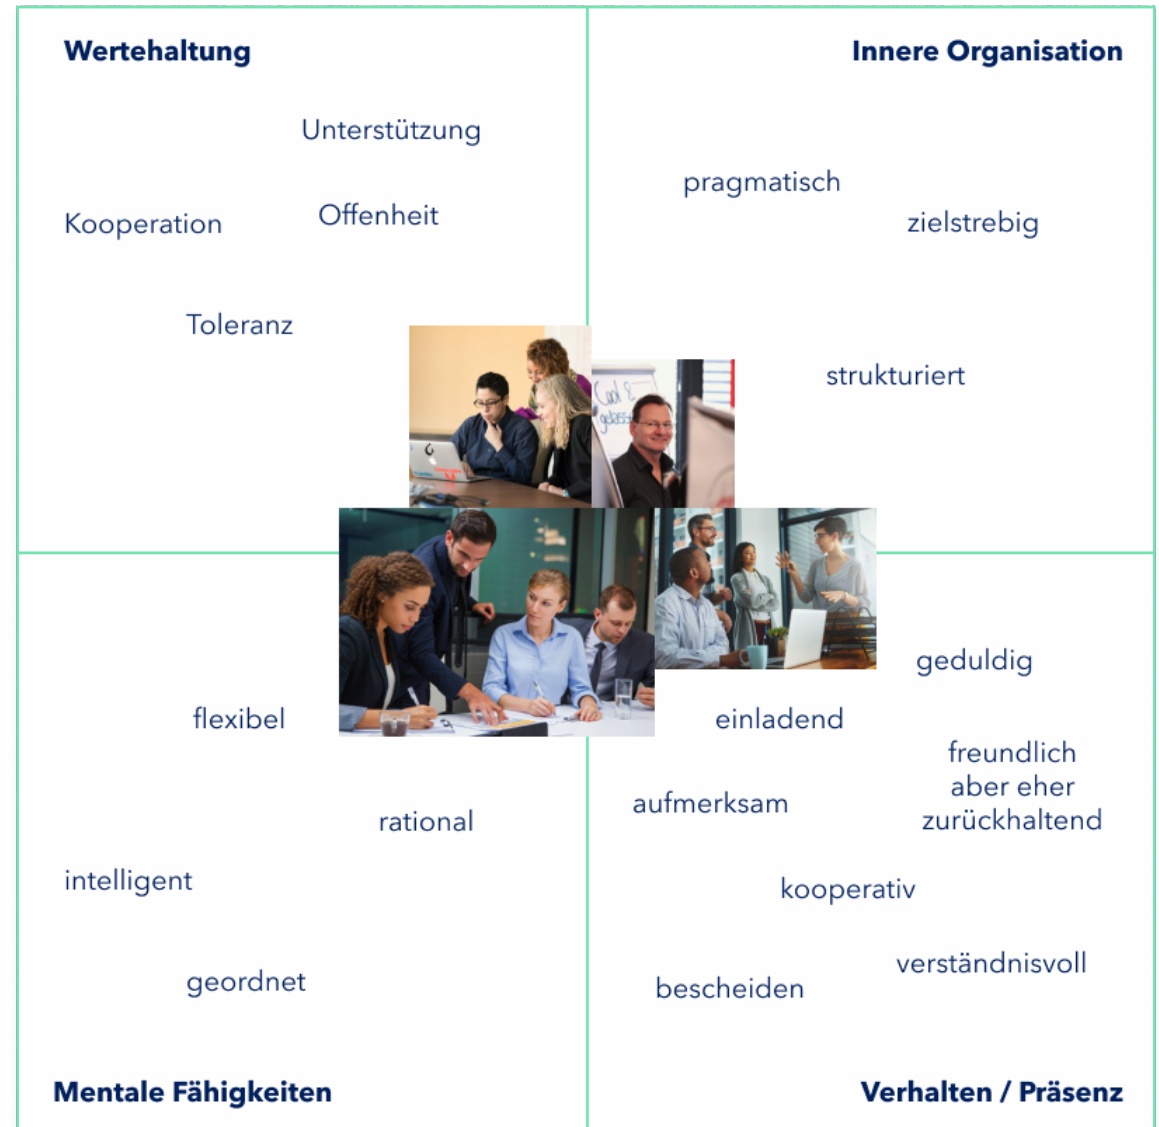 Wertehaltung
Unterstützung
Kooperation
Offenheit
Toleranz
Innere Organisation
pragmatisch
zielstrebig
strukturiert
Cool &
flexibel
rational
intelligent
geordnet
Mentale Fähigkeiten
geduldig
einladend
freundlich
aber eher
zurückhaltend
aufmerksam
kooperativ
verständnisvoll
bescheiden
Verhalten / Präsenz